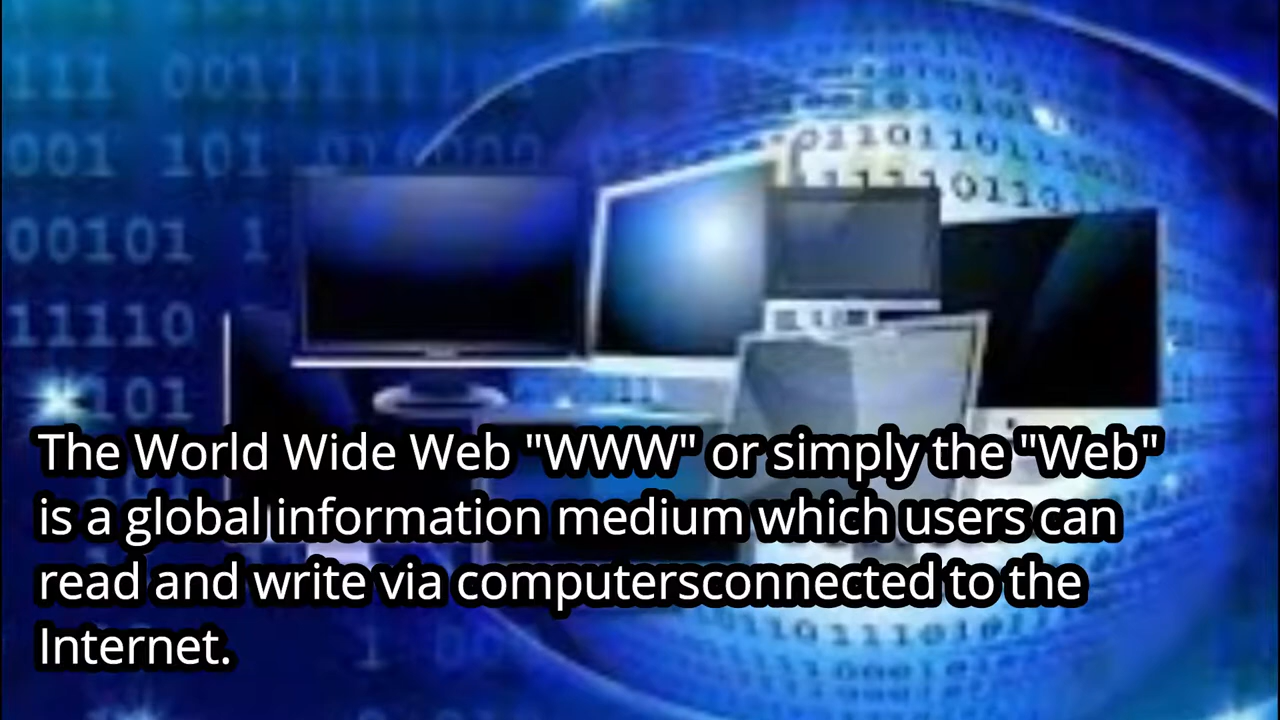 The World Wide Web "WWW" or simply the "Web"
is a global information medium which users can
read and write via computersconnected to the
Internet.